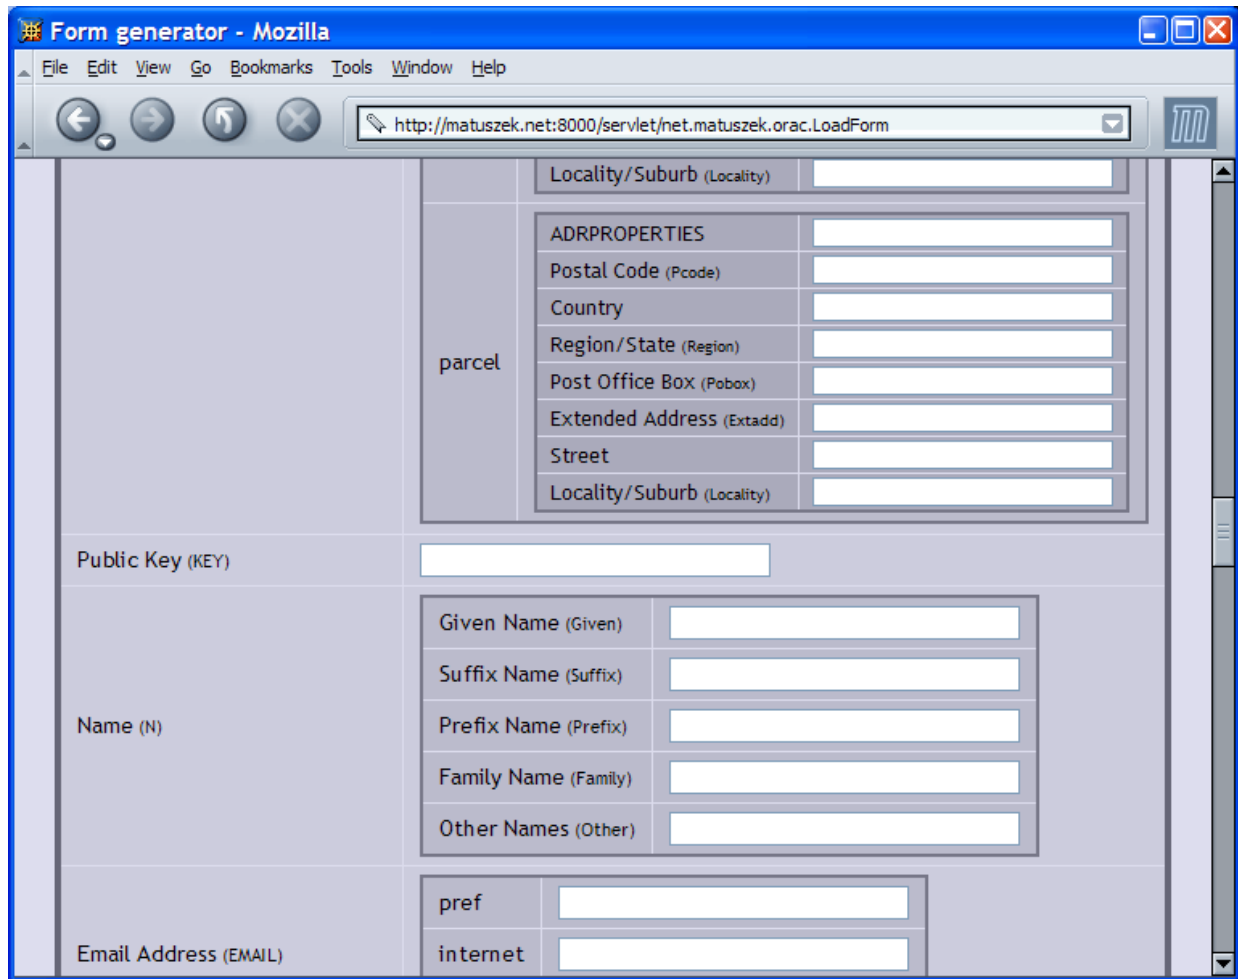 Form generator - Mozilla
File Edit View Go Bookmarks Tools Window Help
http://matuszek.net:8000/servlet/net.matuszek.orac.LoadForm
Locality/Suburb (Locality)
parcel
ADRPROPERTIES
Postal Code (Pcode)
Country
Region/State (Region)
Post Office Box (Pobox)
Extended Address (Extadd)
Street
Locality/Suburb (Locality)
Public Key (KEY)
Name (N)
Given Name (Given)
Suffix Name (Suffix)
Prefix Name (Prefix)
Family Name (Family)
Other Names (Other)
Email Address (EMAIL)
pref
internet